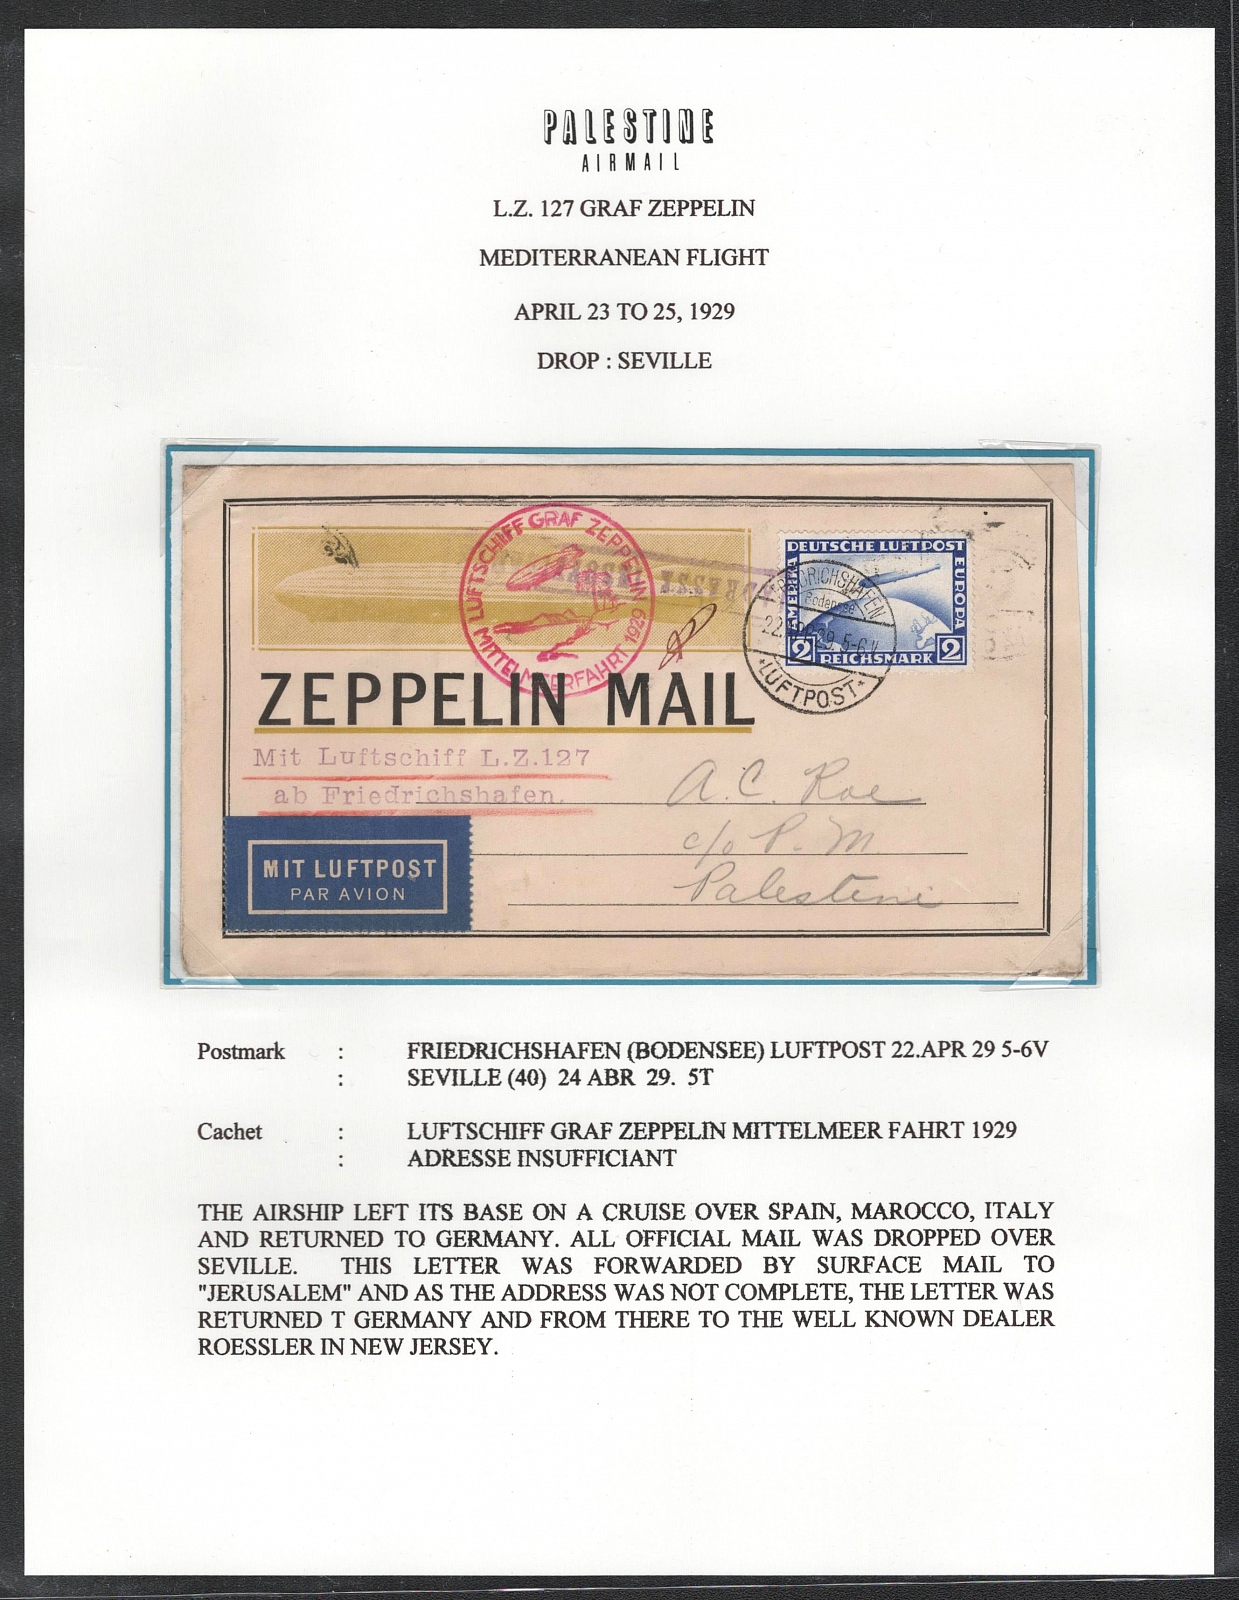 PALESTINE
AIRMAIL
L.Z. 127 GRAF ZEPPELIN
MEDITERRANEAN FLIGHT
APRIL 23 TO 25, 1929
DROP : SEVILLE
LUFTSCHIFF GRAF ZEPPELIN
MITTELMEERFAHRT 1929
DEUTSCHE LUFTPOST
AMERIKA
EUROPA
2 REICHSMARK 2
FRIEDRICHSHAFEN
Bodensee
22.APR.29.5-6V
LUFTPOST
ADRESSE
ZEPPELIN MAIL
Mit Luftschiff L.Z.127
ab Friedrichshafen.
A.C. Roe
c/o P.M.
Palestine
MIT LUFTPOST
PAR AVION
Postmark : FRIEDRICHSHAFEN (BODENSEE) LUFTPOST 22.APR 29 5-6V
: SEVILLE (40) 24 ABR 29. 5T
Cachet : LUFTSCHIFF GRAF ZEPPELIN MITTELMEER FAHRT 1929
: ADRESSE INSUFFICIANT
THE AIRSHIP LEFT ITS BASE ON A CRUISE OVER SPAIN, MAROCCO, ITALY
AND RETURNED TO GERMANY. ALL OFFICIAL MAIL WAS DROPPED OVER
SEVILLE. THIS LETTER WAS FORWARDED BY SURFACE MAIL TO
"JERUSALEM" AND AS THE ADDRESS WAS NOT COMPLETE, THE LETTER WAS
RETURNED T GERMANY AND FROM THERE TO THE WELL KNOWN DEALER
ROESSLER IN NEW JERSEY.